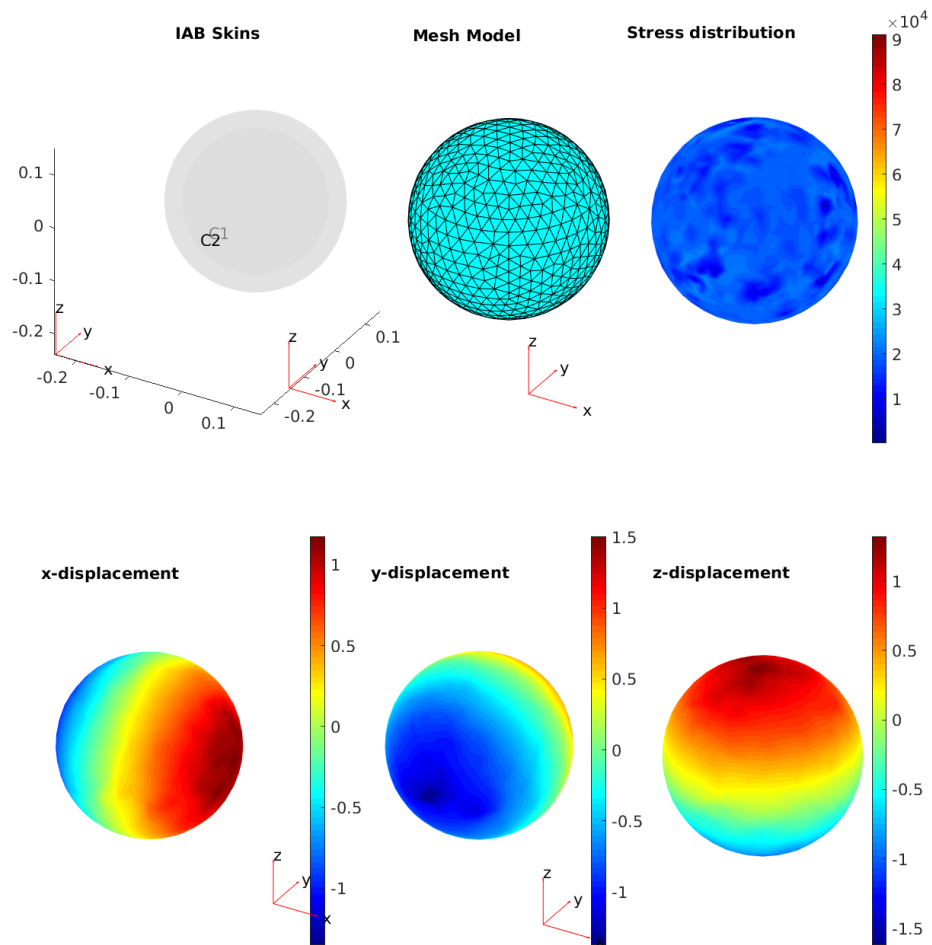 ×10⁴
IAB Skins
Mesh Model
Stress distribution
9
8
7
6
5
4
3
2
1
0.1
0
-0.1
-0.2
C1
C2
z
y
x
-0.2
-0.1
0
0.1
-0.2
-0.1
0
0.1
z
y
x
z
y
x
x-displacement
y-displacement
z-displacement
1
0.5
0
-0.5
-1
1.5
1
0.5
0
-0.5
-1
1
0.5
0
-0.5
-1
-1.5
z
y
x
z
y
x